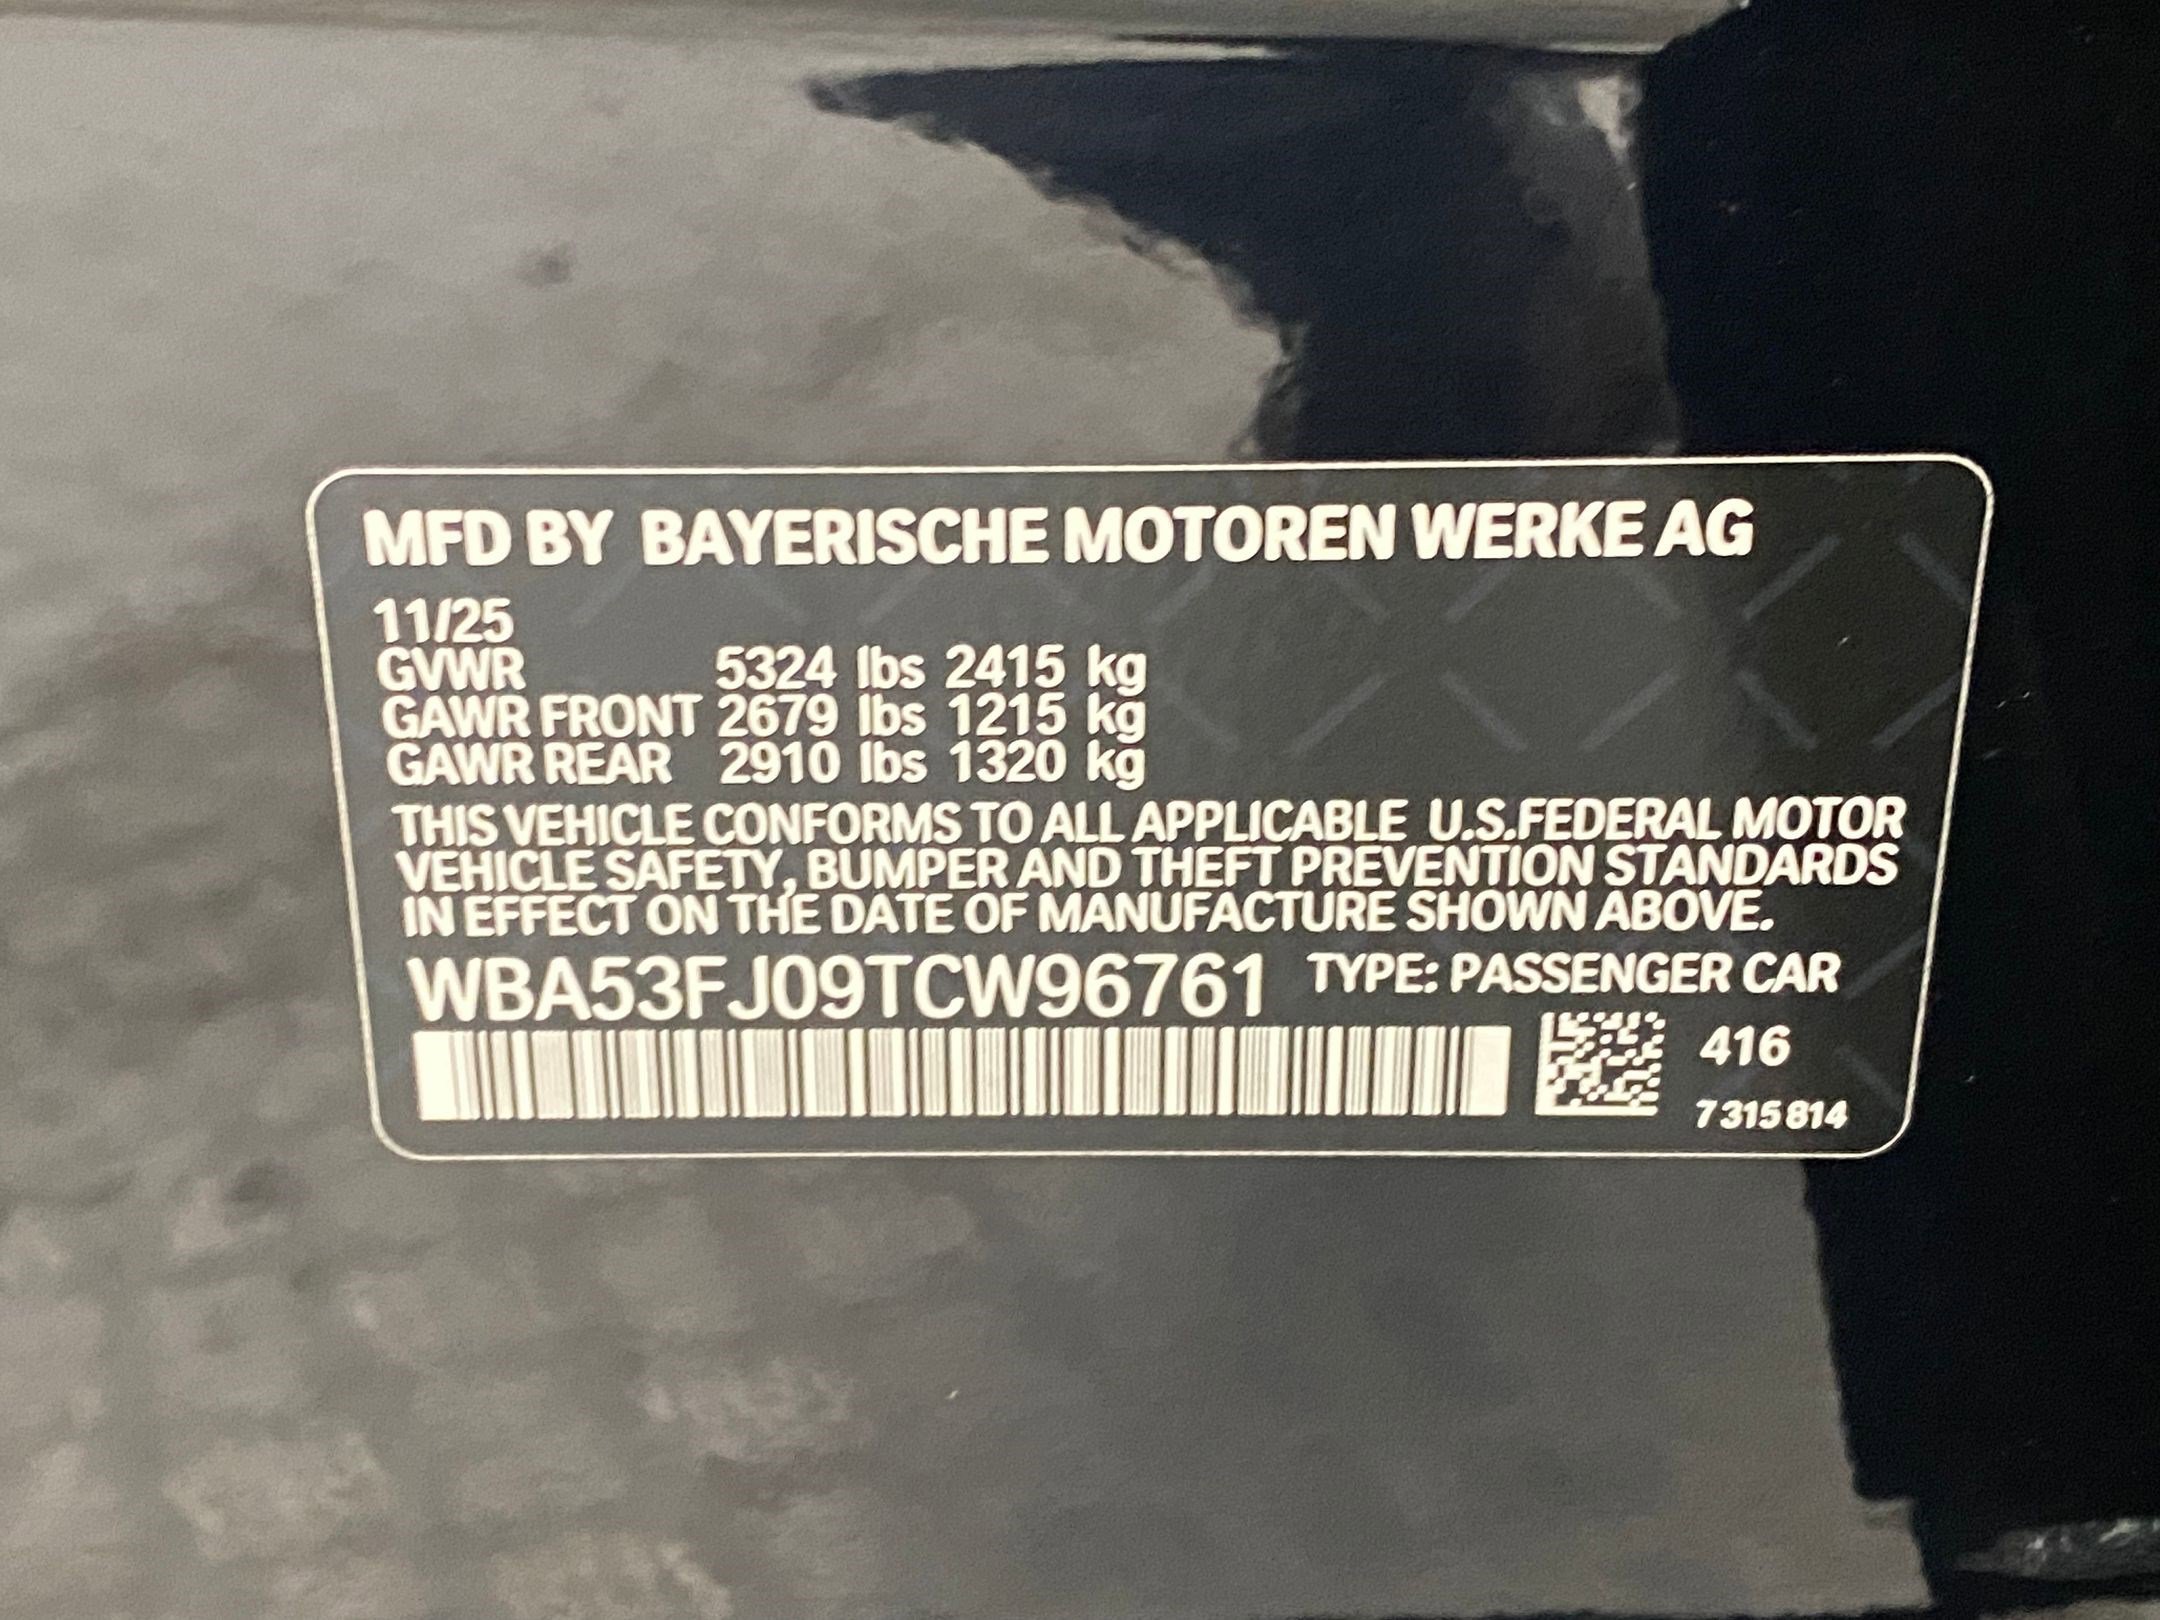 MFD BY BAYERISCHE MOTOREN WERKE AG
11/25
GVWR 5324 lbs 2415 kg
GAWR FRONT 2679 lbs 1215 kg
GAWR REAR 2910 lbs 1320 kg
THIS VEHICLE CONFORMS TO ALL APPLICABLE U.S.FEDERAL MOTOR
VEHICLE SAFETY, BUMPER AND THEFT PREVENTION STANDARDS
IN EFFECT ON THE DATE OF MANUFACTURE SHOWN ABOVE.
WBA53FJ09TCW96761 TYPE: PASSENGER CAR
416
7 315 814